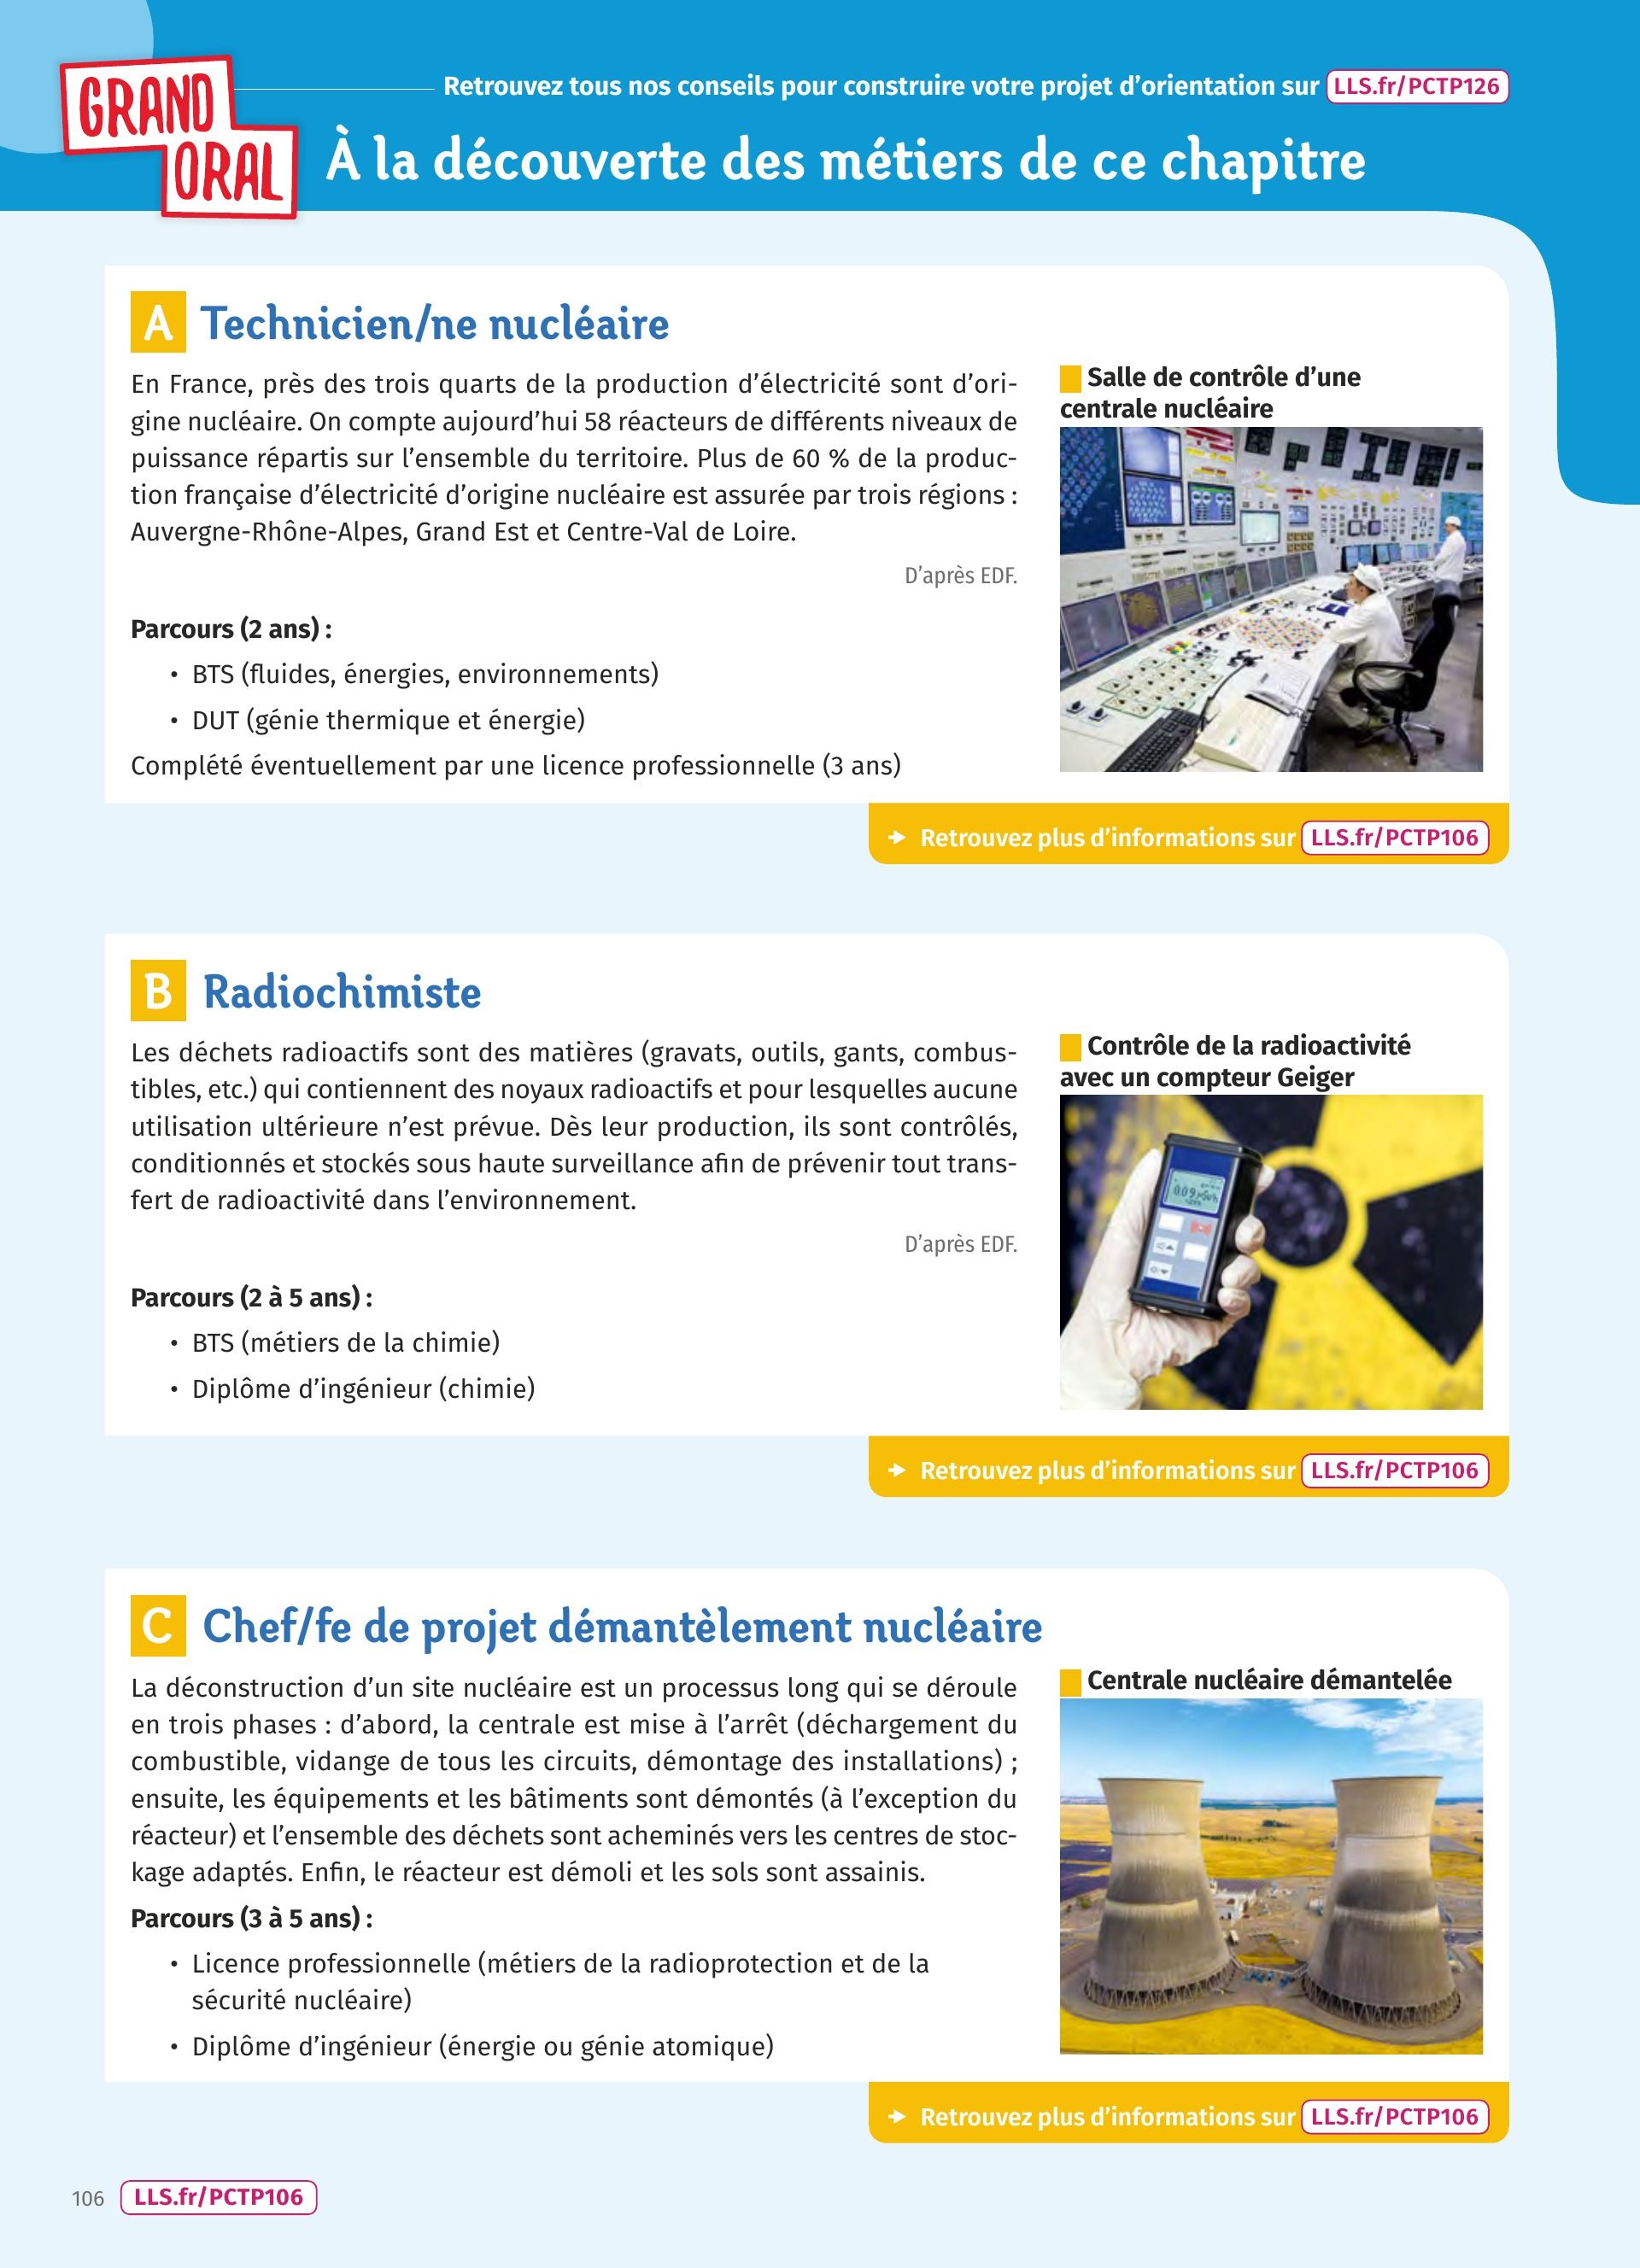 GRAND
ORAL
Retrouvez tous nos conseils pour construire votre projet d’orientation sur LLS.fr/PCTP126
À la découverte des métiers de ce chapitre
A Technicien/ne nucléaire
En France, près des trois quarts de la production d’électricité sont d’ori-
gine nucléaire. On compte aujourd’hui 58 réacteurs de différents niveaux de
puissance répartis sur l’ensemble du territoire. Plus de 60 % de la produc-
tion française d’électricité d’origine nucléaire est assurée par trois régions :
Auvergne-Rhône-Alpes, Grand Est et Centre-Val de Loire.
D’après EDF.
Parcours (2 ans) :
• BTS (fluides, énergies, environnements)
• DUT (génie thermique et énergie)
Complété éventuellement par une licence professionnelle (3 ans)
Salle de contrôle d’une
centrale nucléaire
Retrouvez plus d’informations sur LLS.fr/PCTP106
B Radiochimiste
Les déchets radioactifs sont des matières (gravats, outils, gants, combus-
tibles, etc.) qui contiennent des noyaux radioactifs et pour lesquelles aucune
utilisation ultérieure n’est prévue. Dès leur production, ils sont contrôlés,
conditionnés et stockés sous haute surveillance afin de prévenir tout trans-
fert de radioactivité dans l’environnement.
D’après EDF.
Parcours (2 à 5 ans) :
• BTS (métiers de la chimie)
• Diplôme d’ingénieur (chimie)
Contrôle de la radioactivité
avec un compteur Geiger
Retrouvez plus d’informations sur LLS.fr/PCTP106
C Chef/fe de projet démantèlement nucléaire
La déconstruction d’un site nucléaire est un processus long qui se déroule
en trois phases : d’abord, la centrale est mise à l’arrêt (déchargement du
combustible, vidange de tous les circuits, démontage des installations) ;
ensuite, les équipements et les bâtiments sont démontés (à l’exception du
réacteur) et l’ensemble des déchets sont acheminés vers les centres de stoc-
kage adaptés. Enfin, le réacteur est démoli et les sols sont assainis.
Parcours (3 à 5 ans) :
• Licence professionnelle (métiers de la radioprotection et de la
sécurité nucléaire)
• Diplôme d’ingénieur (énergie ou génie atomique)
Centrale nucléaire démantelée
Retrouvez plus d’informations sur LLS.fr/PCTP106
106 LLS.fr/PCTP106